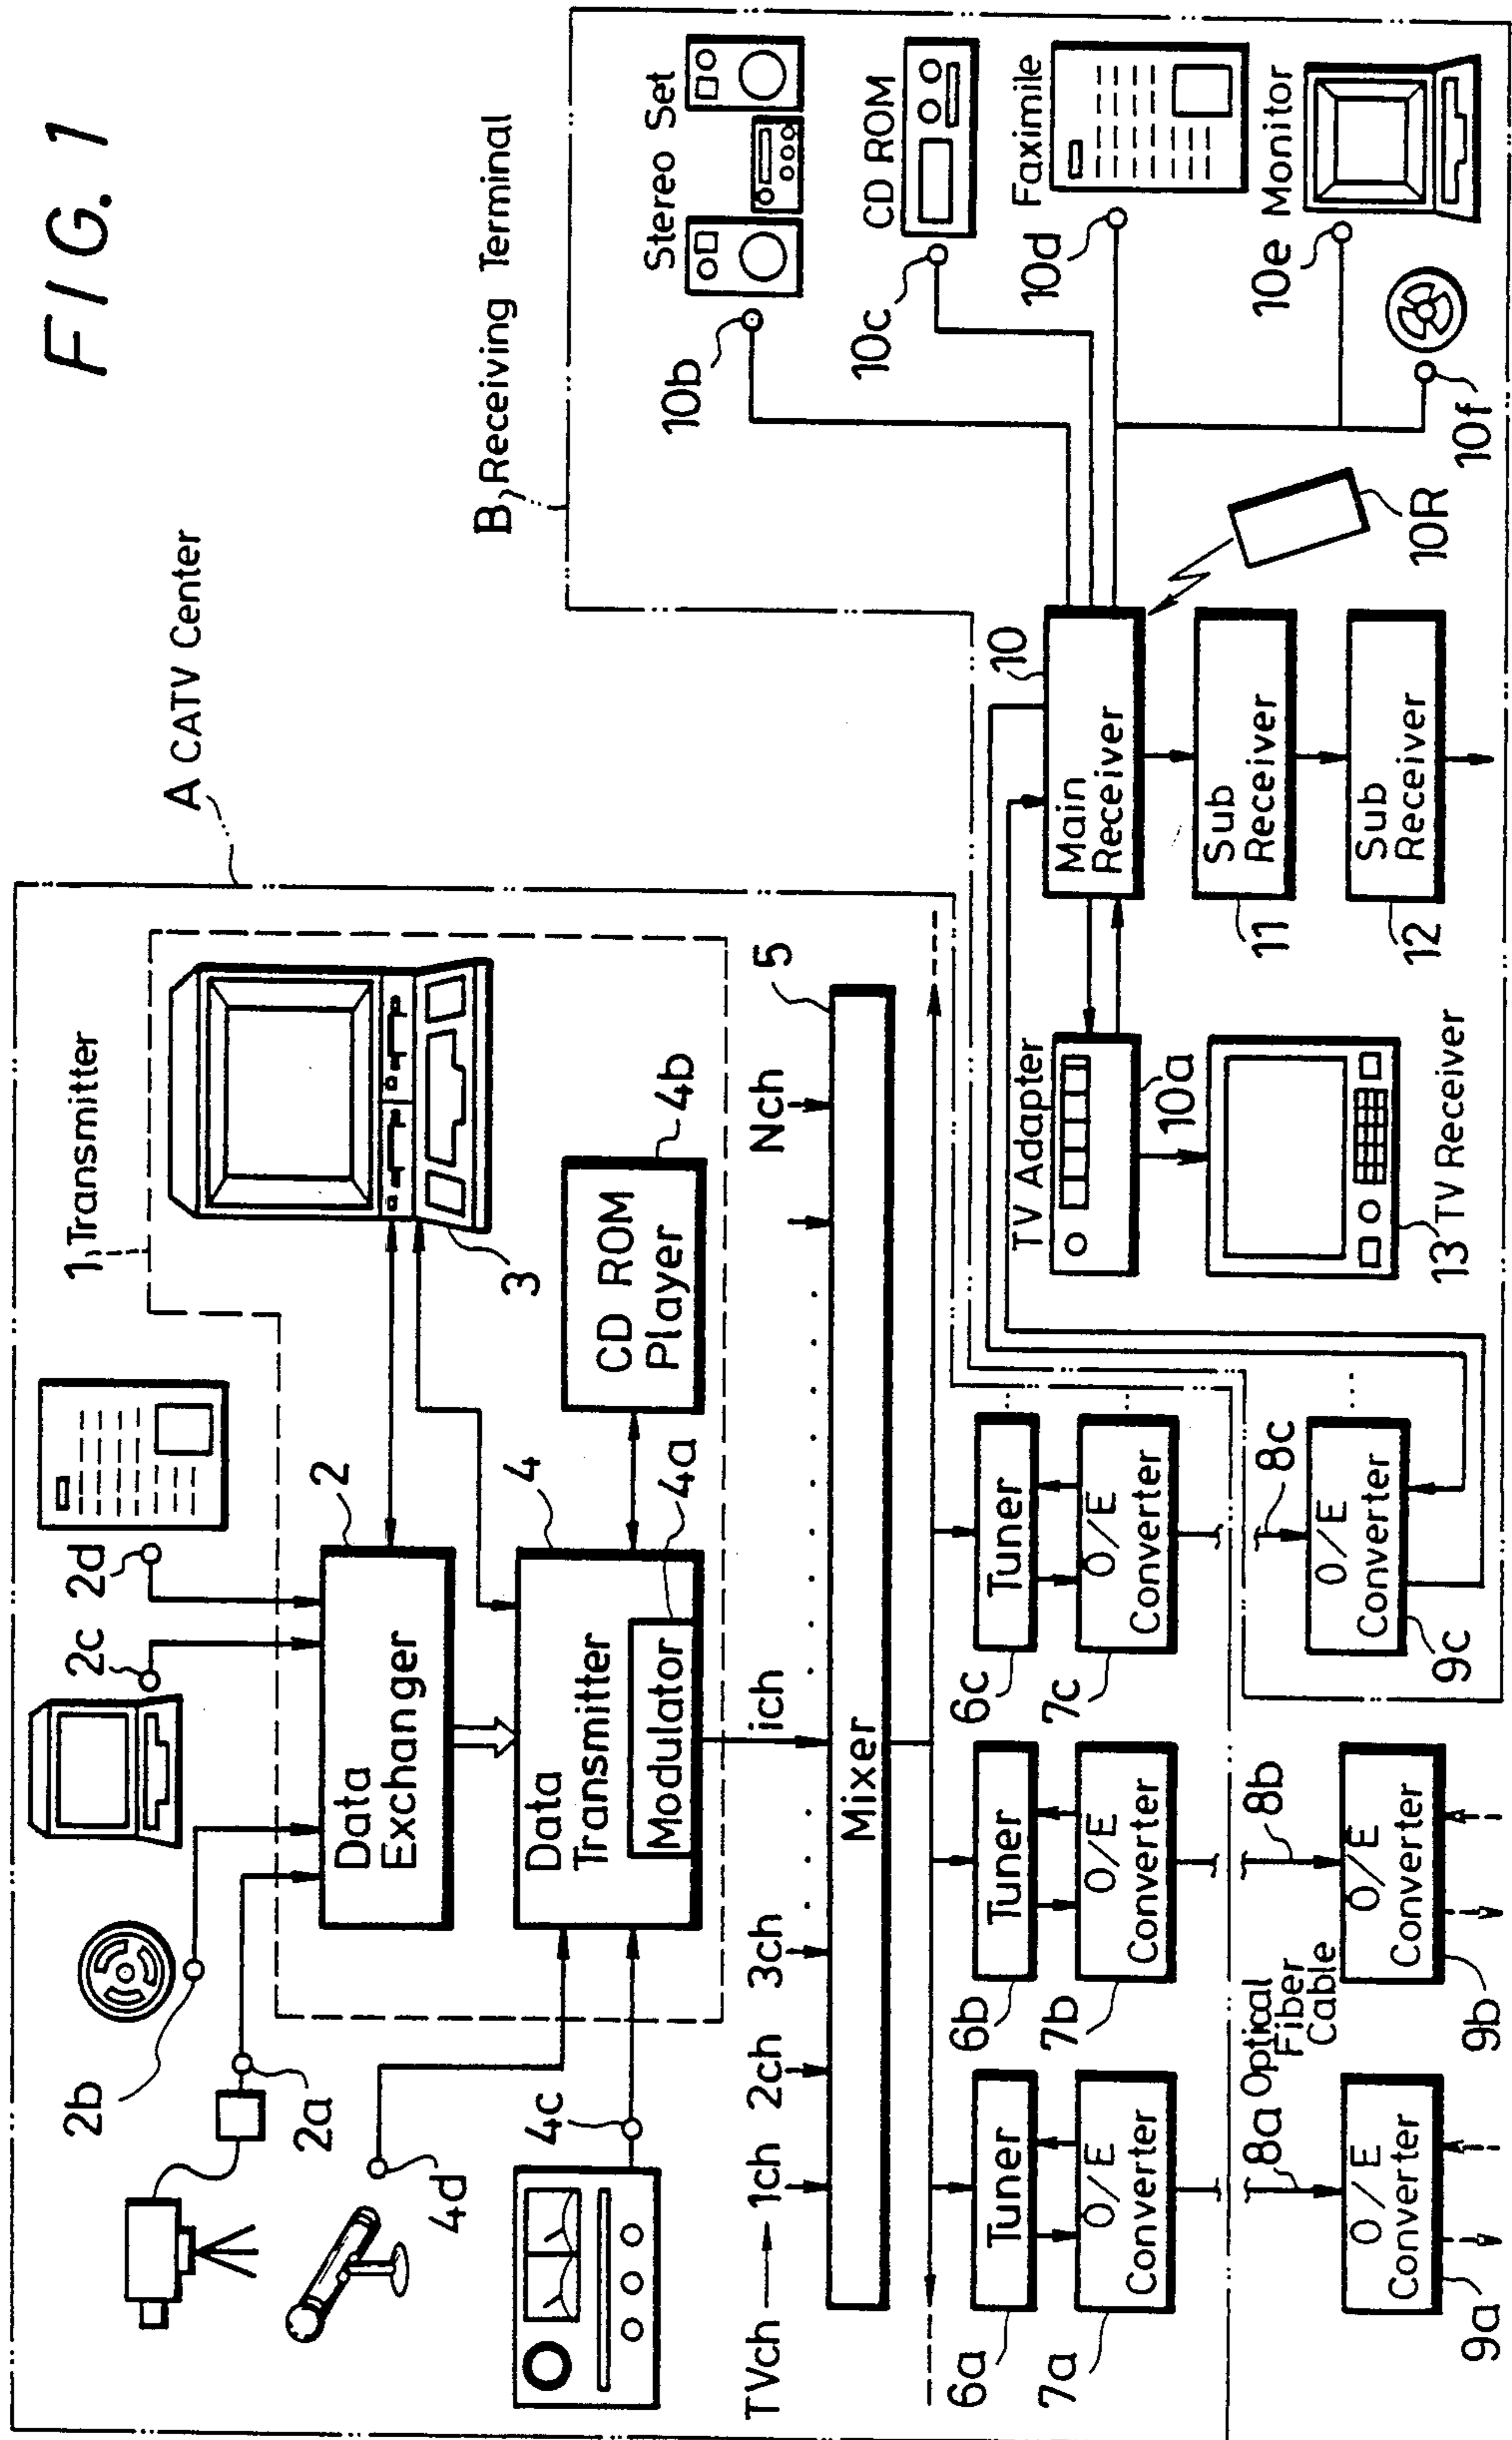 FIG. 1
A CATV Center
1 Transmitter
2d
2c
2b
2a
2
Data
Exchanger
3
4
Data
Transmitter
Modulator
4a
CD ROM
Player
4b
4d
4c
TVch
1ch
2ch
3ch
ich
Nch
5
Mixer
6a
Tuner
6b
Tuner
6c
Tuner
7a
O/E
Converter
7b
O/E
Converter
7c
O/E
Converter
8a Optical
Fiber
Cable
8b
8c
O/E
Converter
9a
O/E
Converter
9b
O/E
Converter
9c
B Receiving Terminal
Stereo Set
10b
CD ROM
10c
Faximile
10d
Monitor
10e
10f
10R
10
Main
Receiver
Sub
Receiver
11
Sub
Receiver
12
TV Adapter
10a
13 TV Receiver